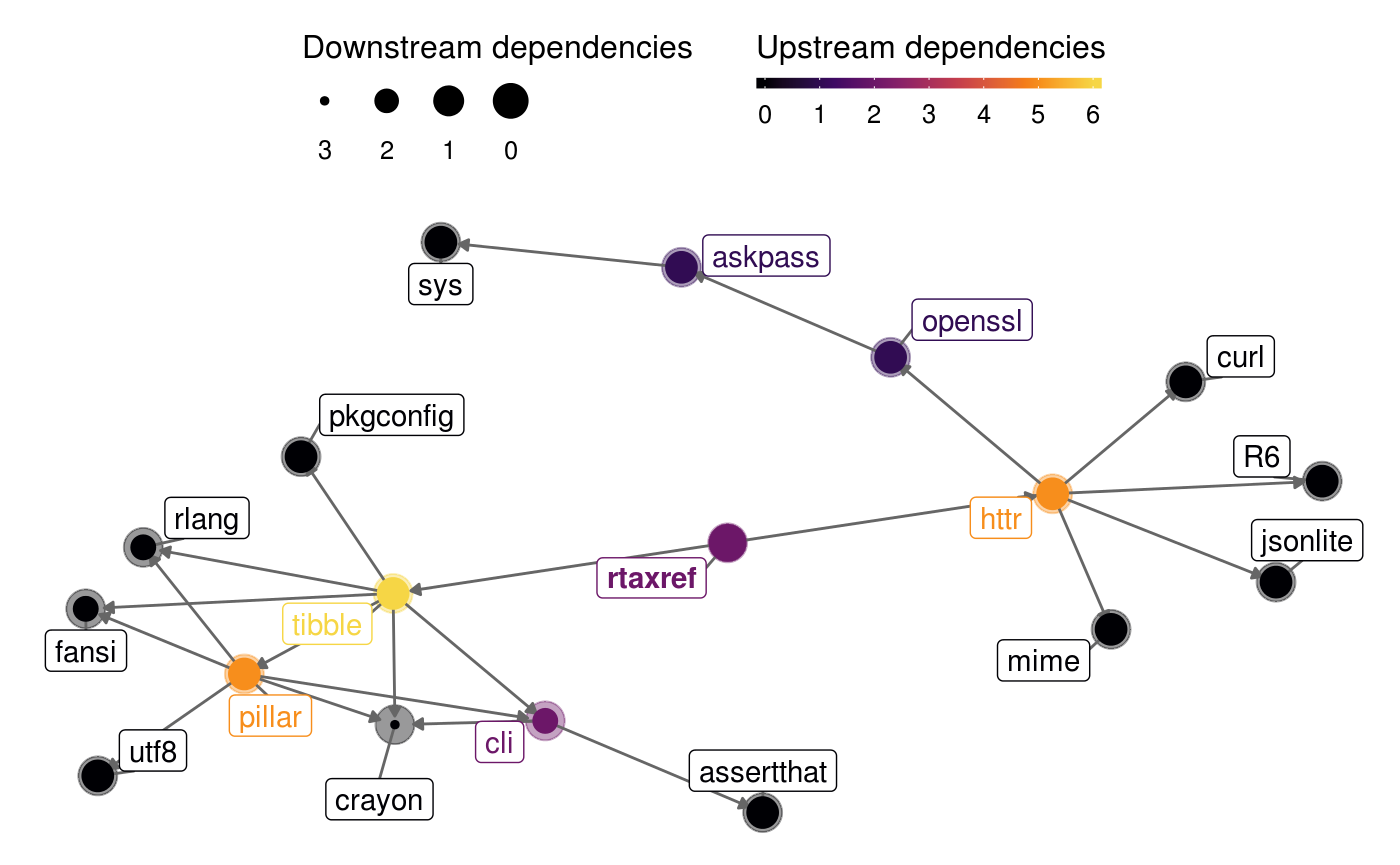 Downstream dependencies
3 2 1 0
Upstream dependencies
0 1 2 3 4 5 6
askpass
sys
openssl
curl
pkgconfig
R6
rlang
httr
jsonlite
rtaxref
tibble
fansi
mime
pillar
cli
utf8
assertthat
crayon